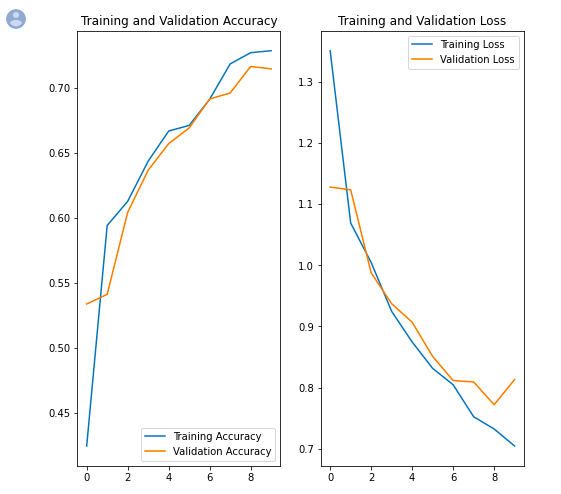 Training and Validation Accuracy
0.70
0.65
0.60
0.55
0.50
0.45
Training Accuracy
Validation Accuracy
0 2 4 6 8
Training and Validation Loss
Training Loss
Validation Loss
1.3
1.2
1.1
1.0
0.9
0.8
0.7
0 2 4 6 8